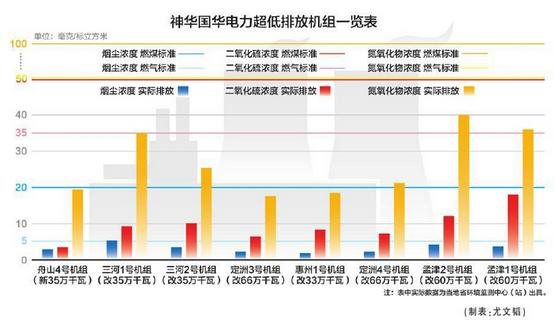 神华国华电力超低排放机组一览表
单位：毫克/标立方米
100
烟尘浓度 燃煤标准 二氧化硫浓度 燃煤标准 氮氧化物浓度 燃煤标准
烟尘浓度 燃气标准 二氧化硫浓度 燃气标准 氮氧化物浓度 燃气标准
50
烟尘浓度 实际排放 二氧化硫浓度 实际排放 氮氧化物浓度 实际排放
40
35
30
20
10
5
0
舟山4号机组 三河1号机组 三河2号机组 定洲3号机组 惠州1号机组 定洲4号机组 孟津2号机组 孟津1号机组
(新35万千瓦) (改35万千瓦) (改35万千瓦) (改66万千瓦) (改33万千瓦) (改66万千瓦) (改60万千瓦) (改60万千瓦)
注：表中实际数据为当地省环境监测中心（站）出具。
(制表：尤文韬)